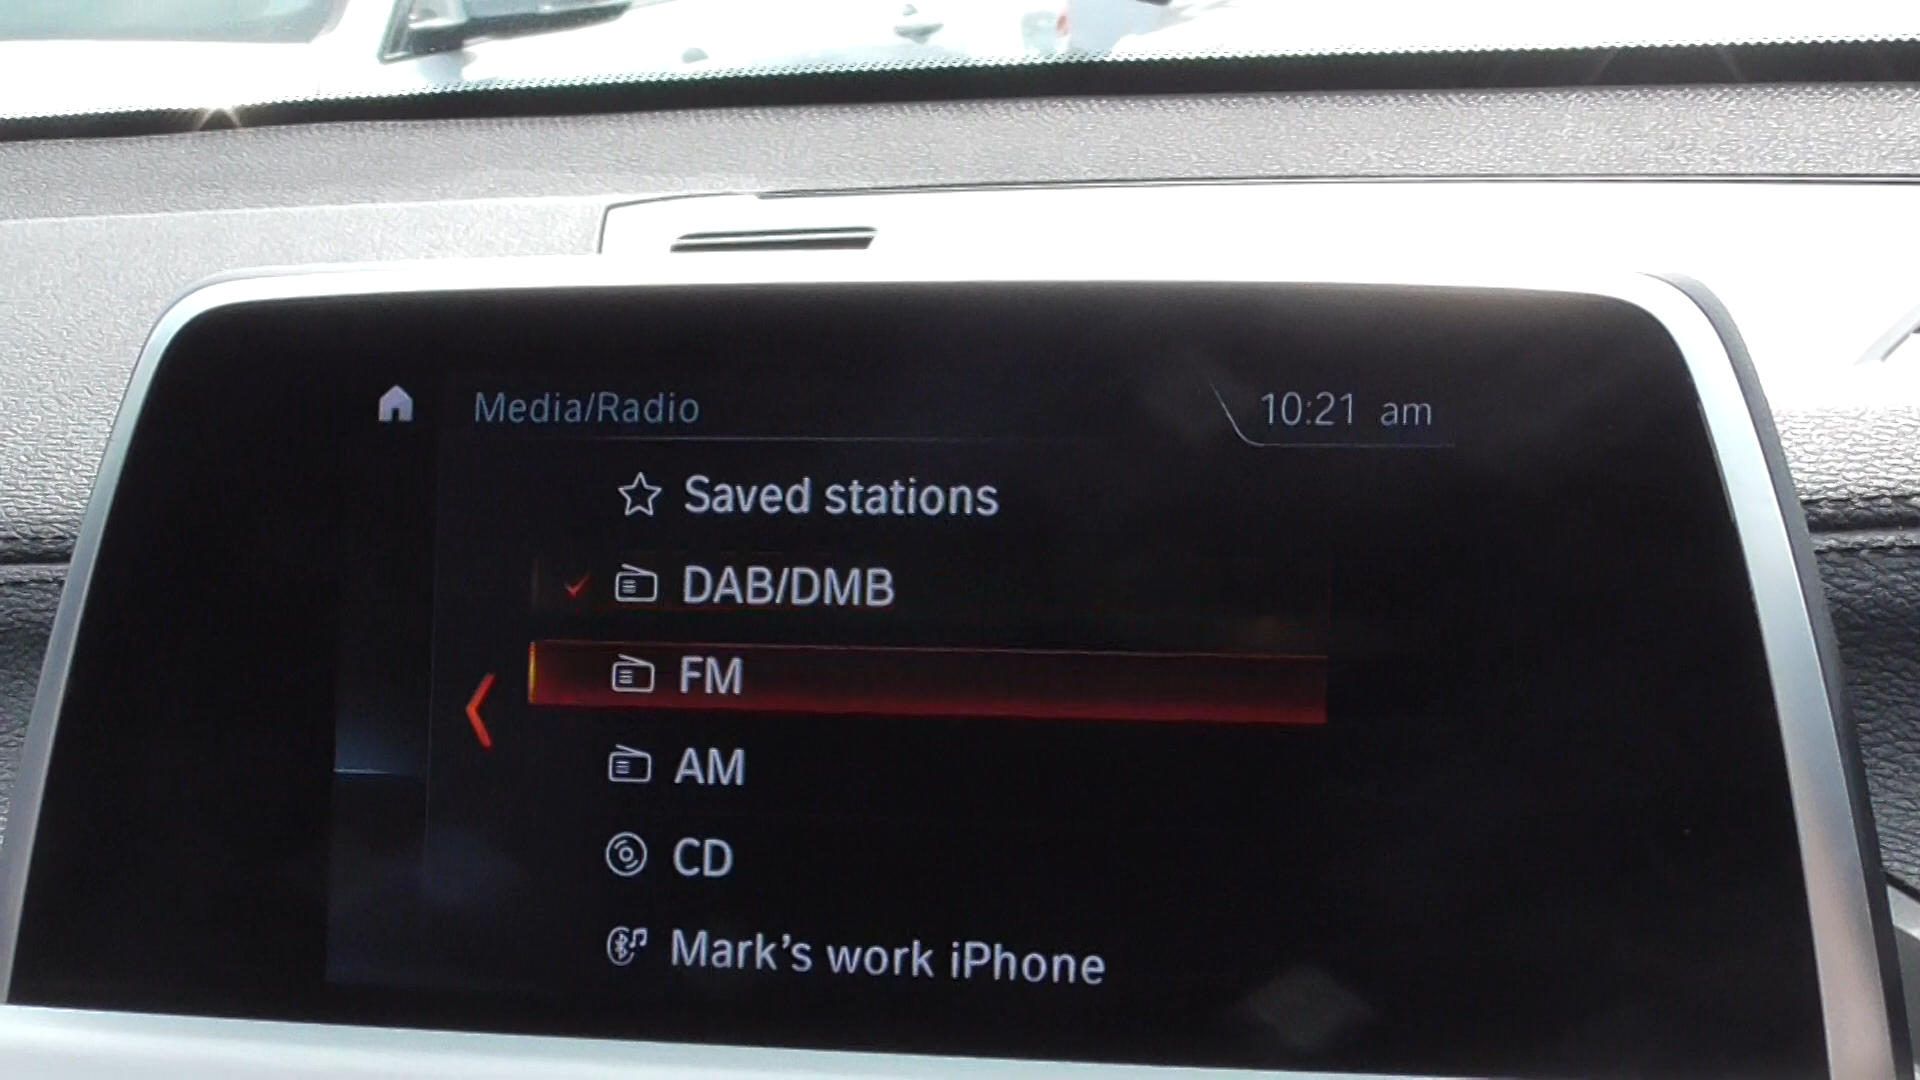 Media/Radio
10:21 am
Saved stations
DAB/DMB
FM
AM
CD
Mark's work iPhone